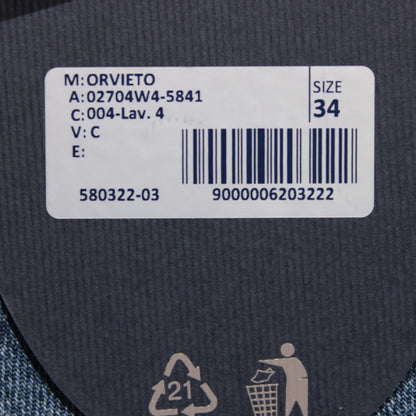 M: ORVIETO
A: 02704W4-5841
C: 004-Lav. 4
V: C
E:
SIZE
34
580322-03
9000006203222
21